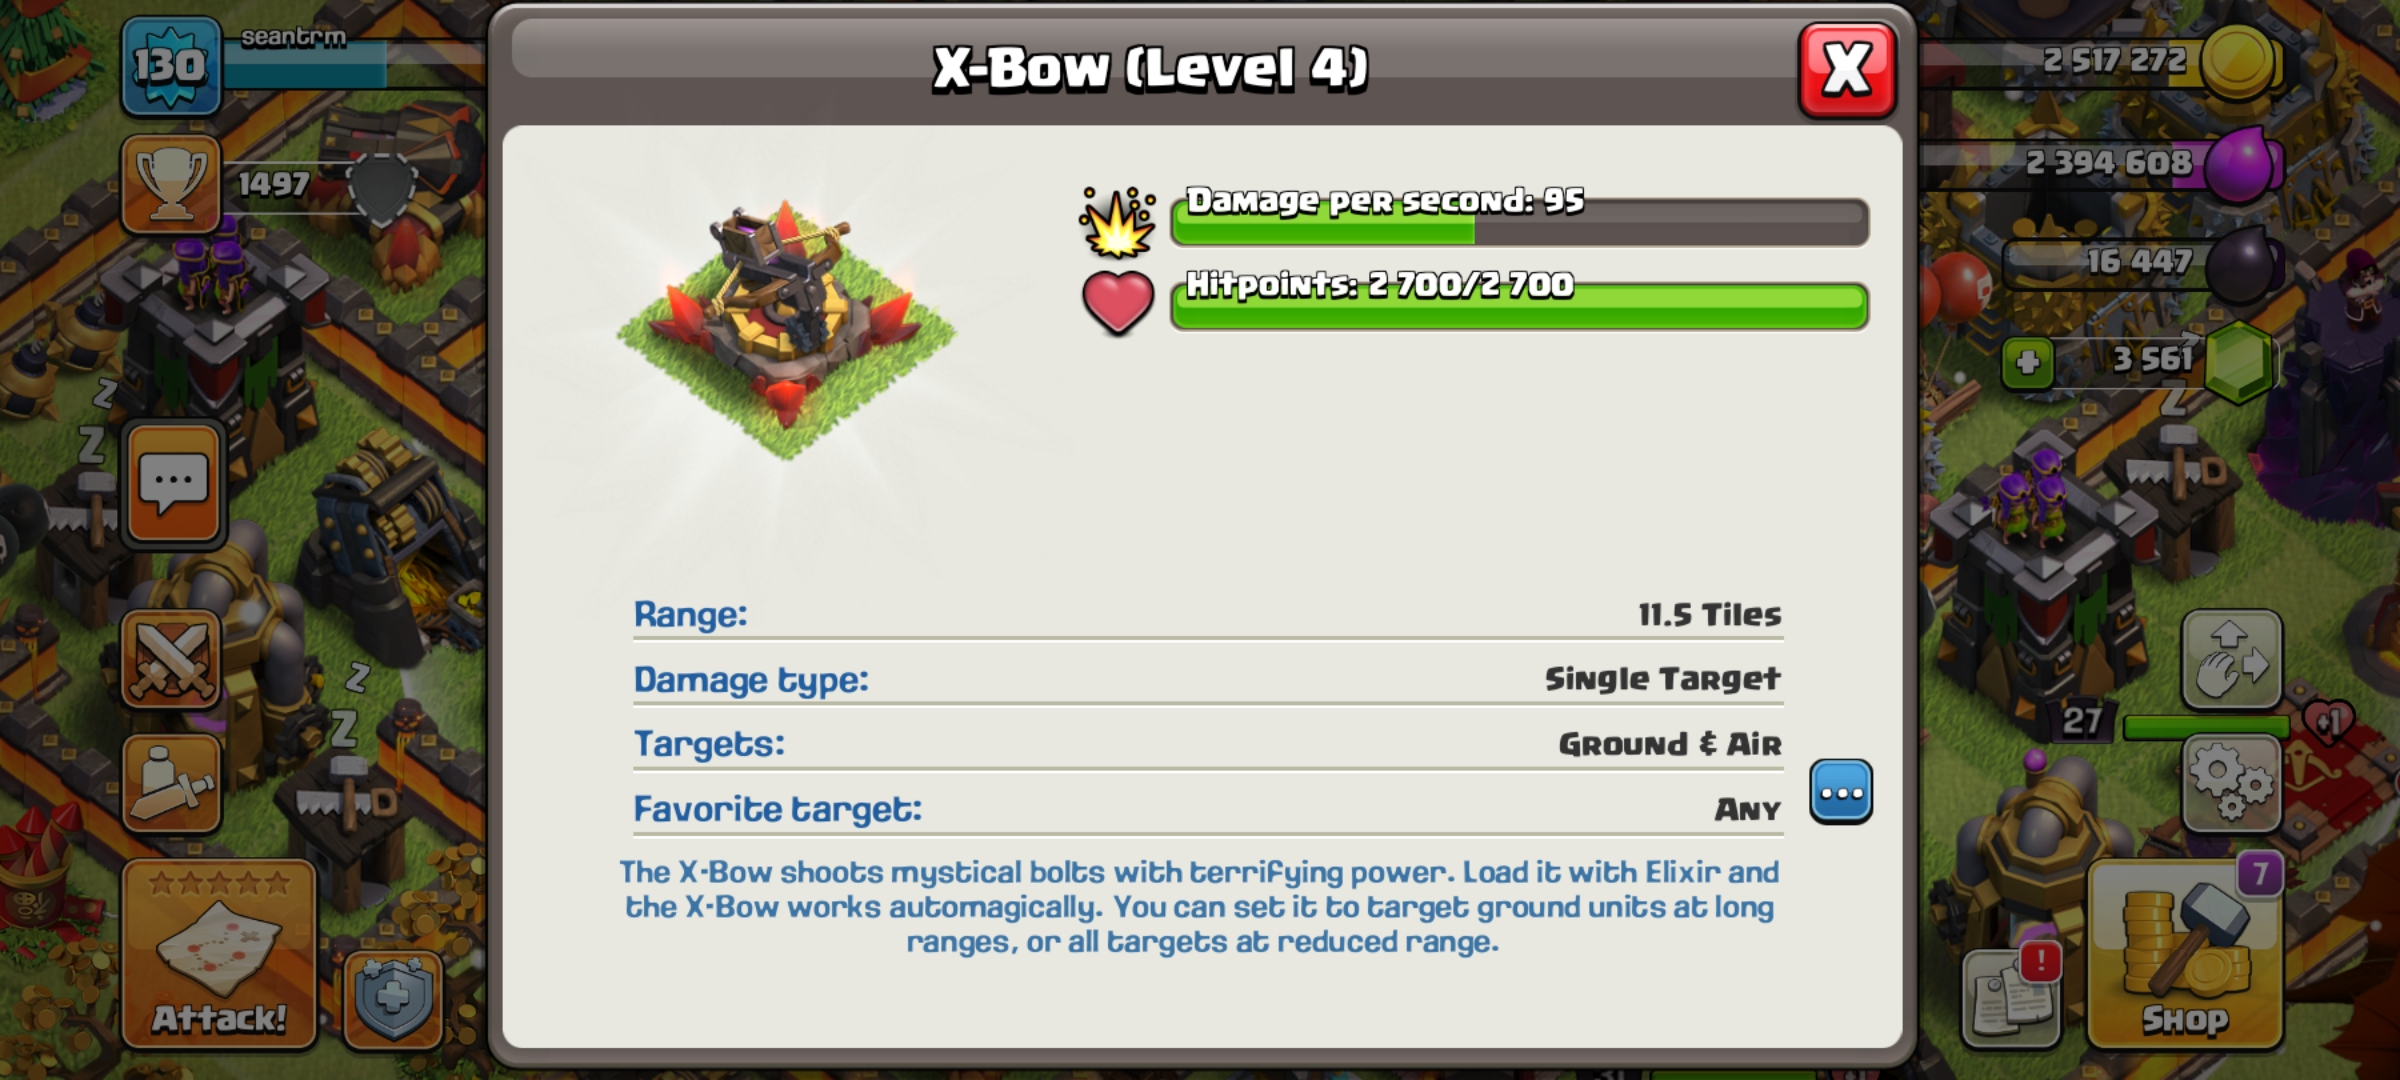 130
seantrm
X-Bow (Level 4)
X
2 517 272
1497
2 394 608
16 447
3 561
Damage per second: 95
Hitpoints: 2 700/2 700
Range: 11.5 Tiles
Damage type: Single Target
Targets: Ground & Air
Favorite target: Any
The X-Bow shoots mystical bolts with terrifying power. Load it with Elixir and
the X-Bow works automagically. You can set it to target ground units at long
ranges, or all targets at reduced range.
z
Z
z
Z
z
Z
27
+1
7
!
Attack!
Shop